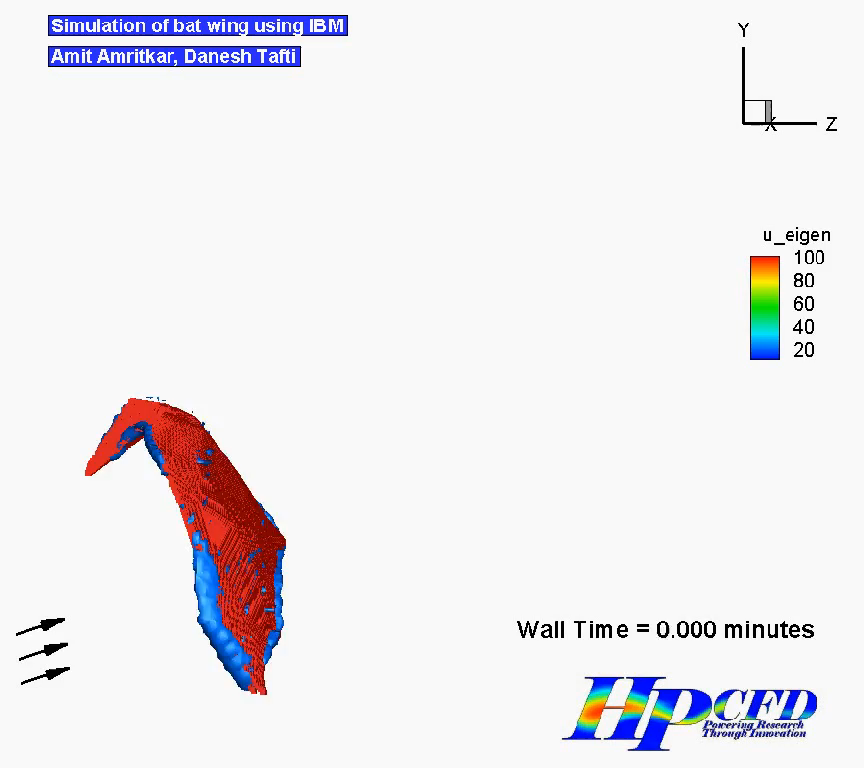 Simulation of bat wing using IBM
Amit Amritkar, Danesh Tafti
Y
X
Z
u_eigen
100
80
60
40
20
Wall Time = 0.000 minutes
HPCFD
Powering Research
Through Innovation